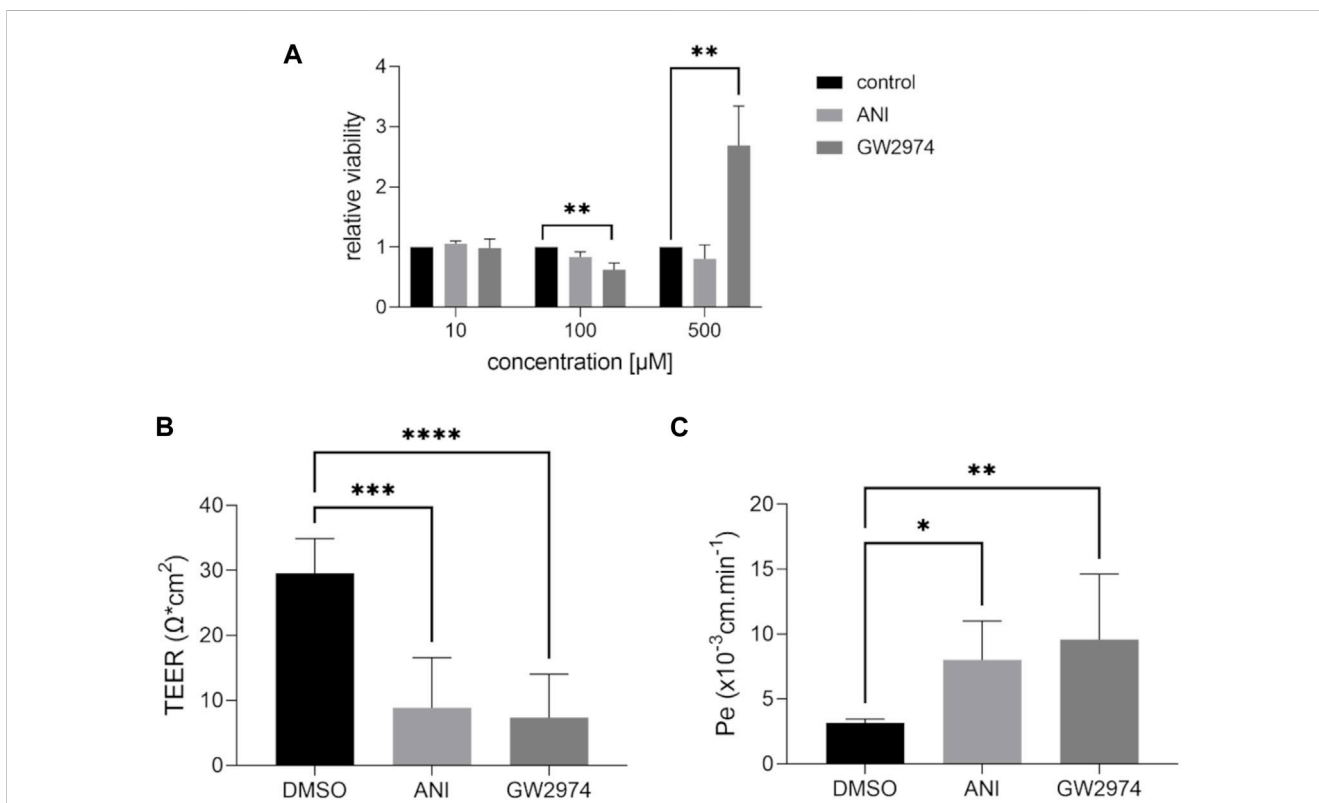 A
**
4
3
2
1
0
relative viability
**
10 100 500
concentration [µM]
control
ANI
GW2974
B
****
***
40
30
20
10
0
TEER (Ω*cm²)
DMSO ANI GW2974
C
**
*
20
15
10
5
0
Pe (x10⁻³cm.min⁻¹)
DMSO ANI GW2974